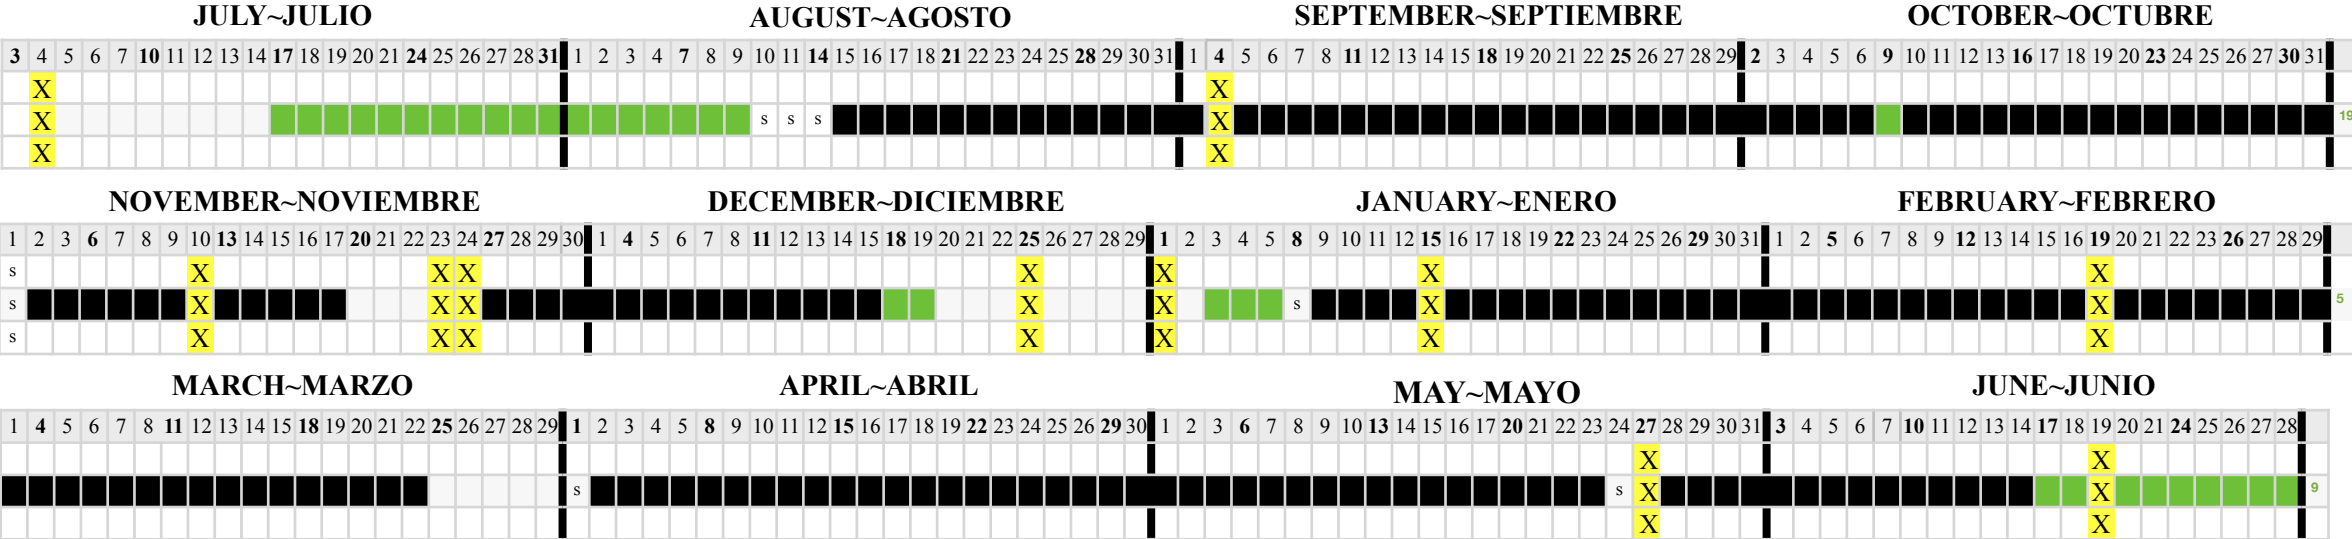 JULY~JULIO AUGUST~AGOSTO SEPTEMBER~SEPTIEMBRE OCTOBER~OCTUBRE
3 4 5 6 7 10 11 12 13 14 17 18 19 20 21 24 25 26 27 28 31 1 2 3 4 7 8 9 10 11 14 15 16 17 18 21 22 23 24 25 28 29 30 31 1 4 5 6 7 8 11 12 13 14 15 18 19 20 21 22 25 26 27 28 29 2 3 4 5 6 9 10 11 12 13 16 17 18 19 20 23 24 25 26 27 30 31
X X
X s s s X 19
X X
NOVEMBER~NOVIEMBRE DECEMBER~DICIEMBRE JANUARY~ENERO FEBRUARY~FEBRERO
1 2 3 6 7 8 9 10 13 14 15 16 17 20 21 22 23 24 27 28 29 30 1 4 5 6 7 8 11 12 13 14 15 18 19 20 21 22 25 26 27 28 29 1 2 3 4 5 8 9 10 11 12 15 16 17 18 19 22 23 24 25 26 29 30 31 1 2 5 6 7 8 9 12 13 14 15 16 19 20 21 22 23 26 27 28 29
s X X X X X X X
s X X X X X s X X 5
s X X X X X X X
MARCH~MARZO APRIL~ABRIL MAY~MAYO JUNE~JUNIO
1 4 5 6 7 8 11 12 13 14 15 18 19 20 21 22 25 26 27 28 29 1 2 3 4 5 8 9 10 11 12 15 16 17 18 19 22 23 24 25 26 29 30 1 2 3 6 7 8 9 10 13 14 15 16 17 20 21 22 23 24 27 28 29 30 31 3 4 5 6 7 10 11 12 13 14 17 18 19 20 21 24 25 26 27 28
X X
s s X X 9
X X